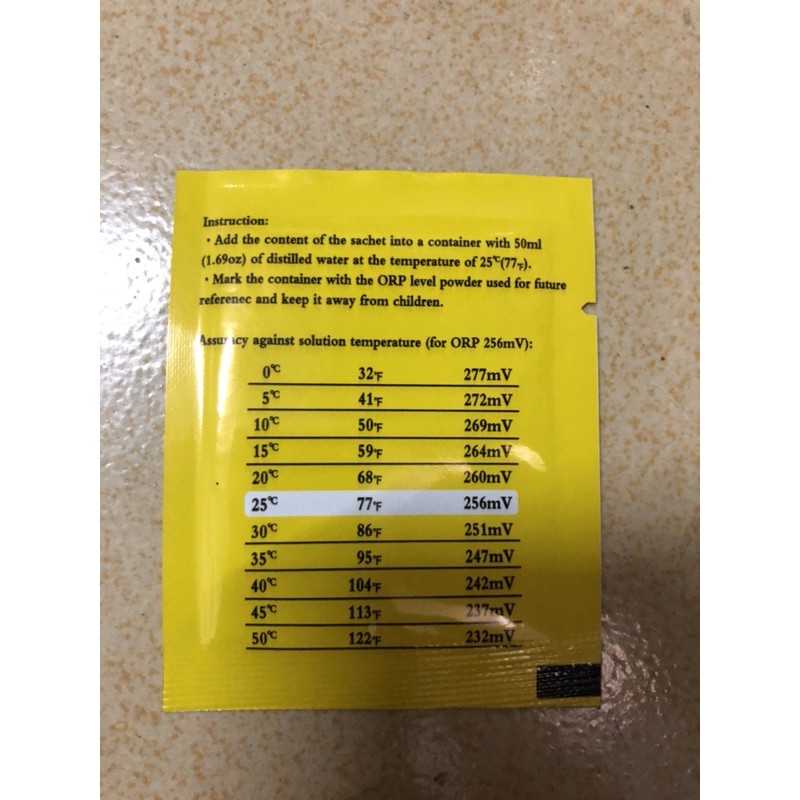 Instruction:
· Add the content of the sachet into a container with 50ml
(1.69oz) of distilled water at the temperature of 25℃(77℉).
· Mark the container with the ORP level powder used for future
referenec and keep it away from children.
Assuracy against solution temperature (for ORP 256mV):
0℃ 32℉ 277mV
5℃ 41℉ 272mV
10℃ 50℉ 269mV
15℃ 59℉ 264mV
20℃ 68℉ 260mV
25℃ 77℉ 256mV
30℃ 86℉ 251mV
35℃ 95℉ 247mV
40℃ 104℉ 242mV
45℃ 113℉ 237mV
50℃ 122℉ 232mV